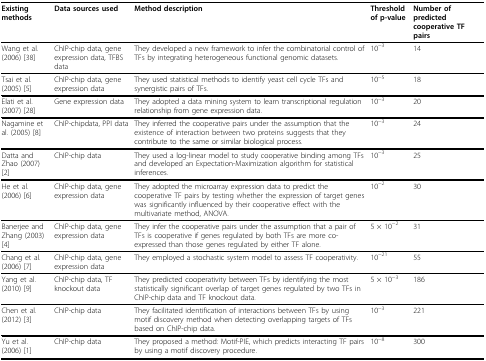 Existing methods | Data sources used | Method description | Threshold of p-value | Number of predicted cooperative TF pairs
Wang et al. (2006) [38] | ChIP-chip data, gene expression data, TFBS data | They developed a new framework to infer the combinatorial control of TFs by integrating heterogeneous functional genomic datasets. | 10⁻³ | 14
Tsai et al. (2005) [5] | ChIP-chip data, gene expression data | They used statistical methods to identify yeast cell cycle TFs and synergistic pairs of TFs. | 10⁻⁵ | 18
Elati et al. (2007) [28] | Gene expression data | They adopted a data mining system to learn transcriptional regulation relationship from gene expression data. | 10⁻³ | 20
Nagamine et al. (2005) [8] | ChIP-chipdata, PPI data | They inferred the cooperative pairs under the assumption that the existence of interaction between two proteins suggests that they contribute to the same or similar biological process. | 10⁻³ | 24
Datta and Zhao (2007) [2] | ChIP-chip data | They used a log-linear model to study cooperative binding among TFs and developed an Expectation-Maximization algorithm for statistical inferences. | 10⁻³ | 25
He et al. (2006) [6] | ChIP-chip data, gene expression data | They adopted the microarray expression data to predict the cooperative TF pairs by testing whether the expression of target genes was significantly influenced by their cooperative effect with the multivariate method, ANOVA. | 10⁻² | 30
Banerjee and Zhang (2003) [4] | ChIP-chip data, gene expression data | They infer the cooperative pairs under the assumption that a pair of TFs is cooperative if genes regulated by both TFs are more co-expressed than those genes regulated by either TF alone. | 5 × 10⁻² | 31
Chang et al. (2006) [7] | ChIP-chip data, gene expression data | They employed a stochastic system model to assess TF cooperativity. | 10⁻²¹ | 55
Yang et al. (2010) [9] | ChIP-chip data, TF knockout data | They predicted cooperativity between TFs by identifying the most statistically significant overlap of target genes regulated by two TFs in ChIP-chip data and TF knockout data. | 5 × 10⁻³ | 186
Chen et al. (2012) [3] | ChIP-chip data | They facilitated identification of interactions between TFs by using motif discovery method when detecting overlapping targets of TFs based on ChIP-chip data. | 10⁻³ | 221
Yu et al. (2006) [1] | ChIP-chip data | They proposed a method: Motif-PIE, which predicts interacting TF pairs by using a motif discovery procedure. | 10⁻⁸ | 300